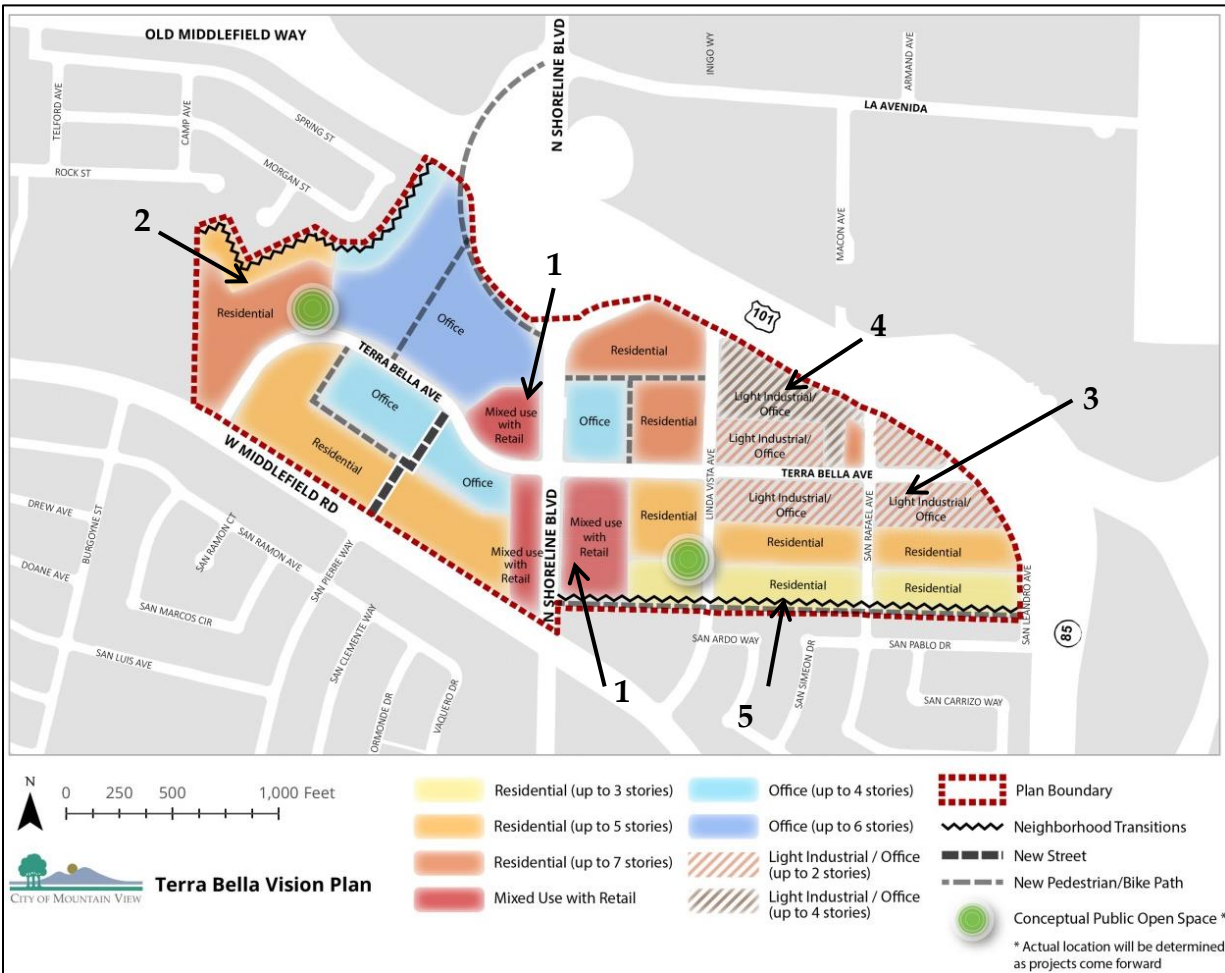 OLD MIDDLEFIELD WAY
N SHORELINE BLVD
INIGO WY
ARMAND AVE
LA AVENIDA
TELFORD AVE
CAMP AVE
SPRING ST
MORGAN ST
ROCK ST
MACON AVE
2
1
101
4
3
Residential
Office
TERRA BELLA AVE
Residential
Mixed use
with
Retail
Office
Residential
Light Industrial/
Office
Light Industrial/
Office
TERRA BELLA AVE
Office
Residential
Office
W MIDDLEFIELD RD
Mixed use
with
Retail
N SHORELINE BLVD
Mixed use
with
Retail
Residential
LINDA VISTA AVE
Light Industrial/
Office
SAN RAFAEL AVE
Light Industrial/
Office
Residential
Residential
Residential
Residential
SAN LEANDRO AVE
85
DREW AVE
BURGOYNE ST
SAN RAMON CT
SAN RAMON AVE
DOANE AVE
SAN PIERRE WAY
SAN MARCOS CIR
SAN LUIS AVE
SAN CLEMENTE WAY
ORMONDE DR
VAQUERO DR
SAN ARDO WAY
SAN SIMEON DR
SAN PABLO DR
SAN CARRIZO WAY
1
5
N
0 250 500 1,000 Feet
CITY OF MOUNTAIN VIEW
Terra Bella Vision Plan
Residential (up to 3 stories)
Residential (up to 5 stories)
Residential (up to 7 stories)
Mixed Use with Retail
Office (up to 4 stories)
Office (up to 6 stories)
Light Industrial / Office
(up to 2 stories)
Light Industrial / Office
(up to 4 stories)
Plan Boundary
Neighborhood Transitions
New Street
New Pedestrian/Bike Path
Conceptual Public Open Space *
* Actual location will be determined
as projects come forward